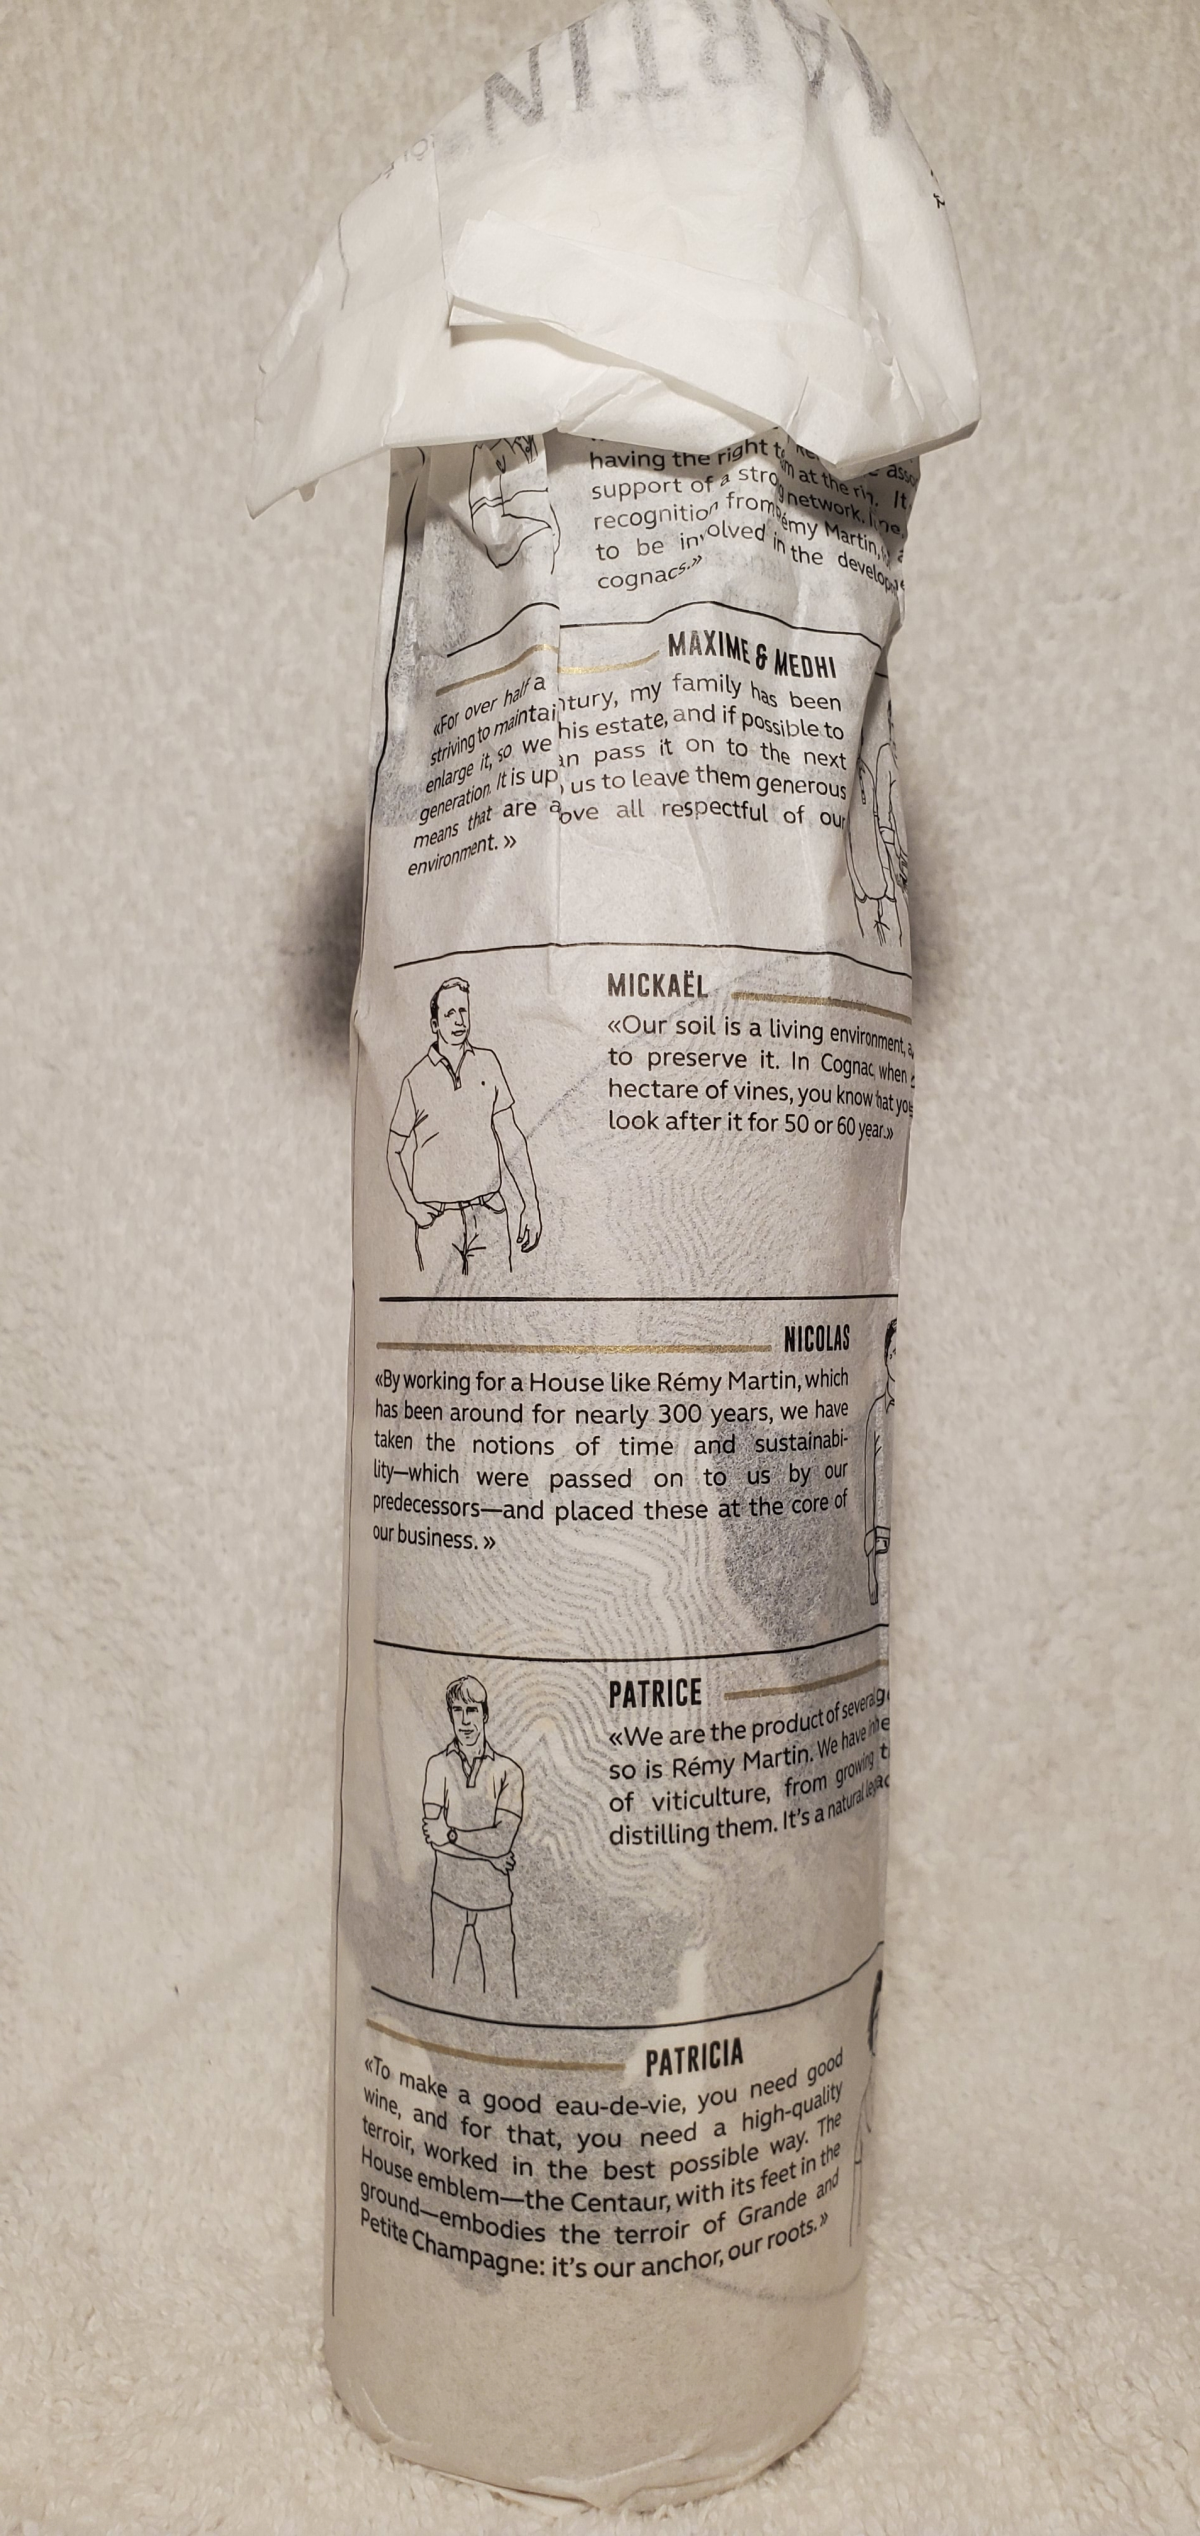 ARTIN
having the right
support of a strong network.
recognition from Rémy Martin,
to be involved in the
cognacs.»
MAXIME & MEDHI
«For over half a century, my family has been
striving to maintain this estate, and if possible to
enlarge it, so we can pass it on to the next
generation. It is up to us to leave them generous
means that are above all respectful of our
environment. »
MICKAËL
«Our soil is a living environment,
to preserve it. In Cognac, when
hectare of vines, you know that you
look after it for 50 or 60 year.»
NICOLAS
«By working for a House like Rémy Martin, which
has been around for nearly 300 years, we have
taken the notions of time and sustainabi-
lity—which were passed on to us by our
predecessors—and placed these at the core of
our business. »
PATRICE
«We are the product of several
so is Rémy Martin. We have
of viticulture, from growing
distilling them. It's a natural
PATRICIA
«To make a good eau-de-vie, you need good
wine, and for that, you need a high-quality
terroir, worked in the best possible way. The
House emblem—the Centaur, with its feet in the
ground—embodies the terroir of Grande and
Petite Champagne: it's our anchor, our roots.»